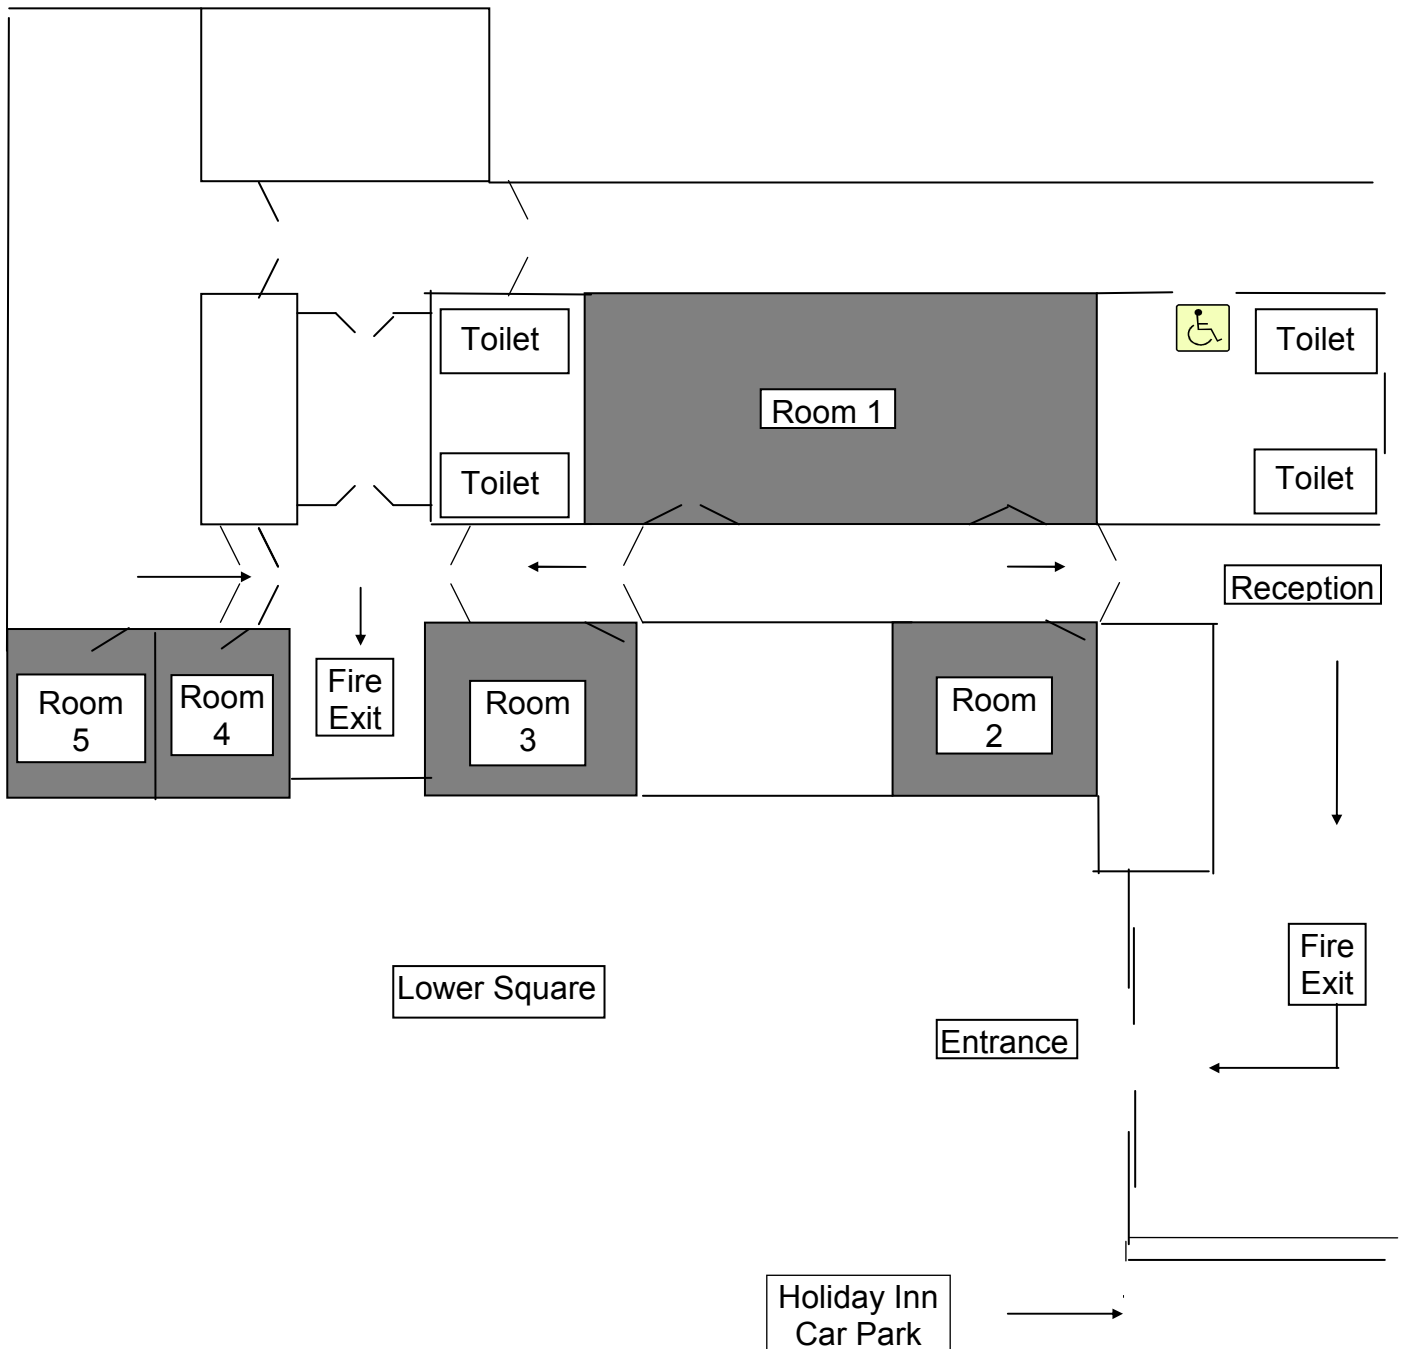 Toilet
Toilet
Room 1
Toilet
Toilet
Reception
Room
5
Room
4
Fire
Exit
Room
3
Room
2
Lower Square
Entrance
Fire
Exit
Holiday Inn
Car Park